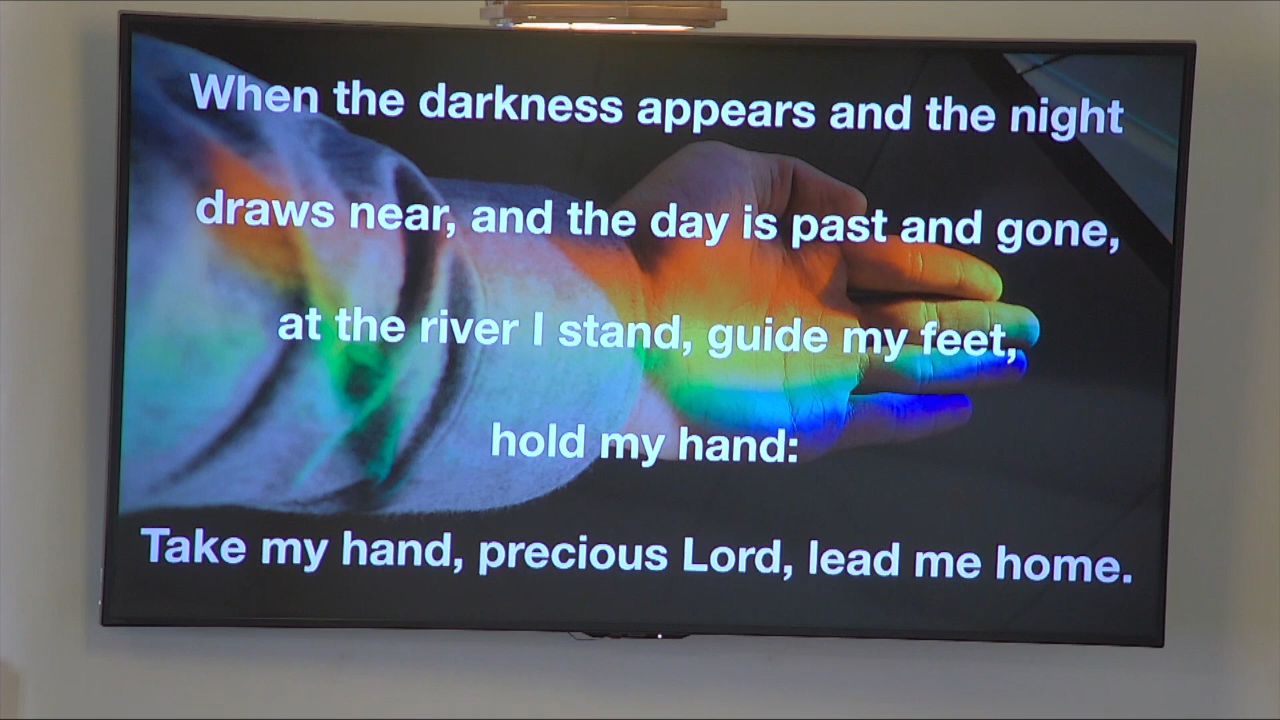 When the darkness appears and the night
draws near, and the day is past and gone,
at the river I stand, guide my feet,
hold my hand:
Take my hand, precious Lord, lead me home.